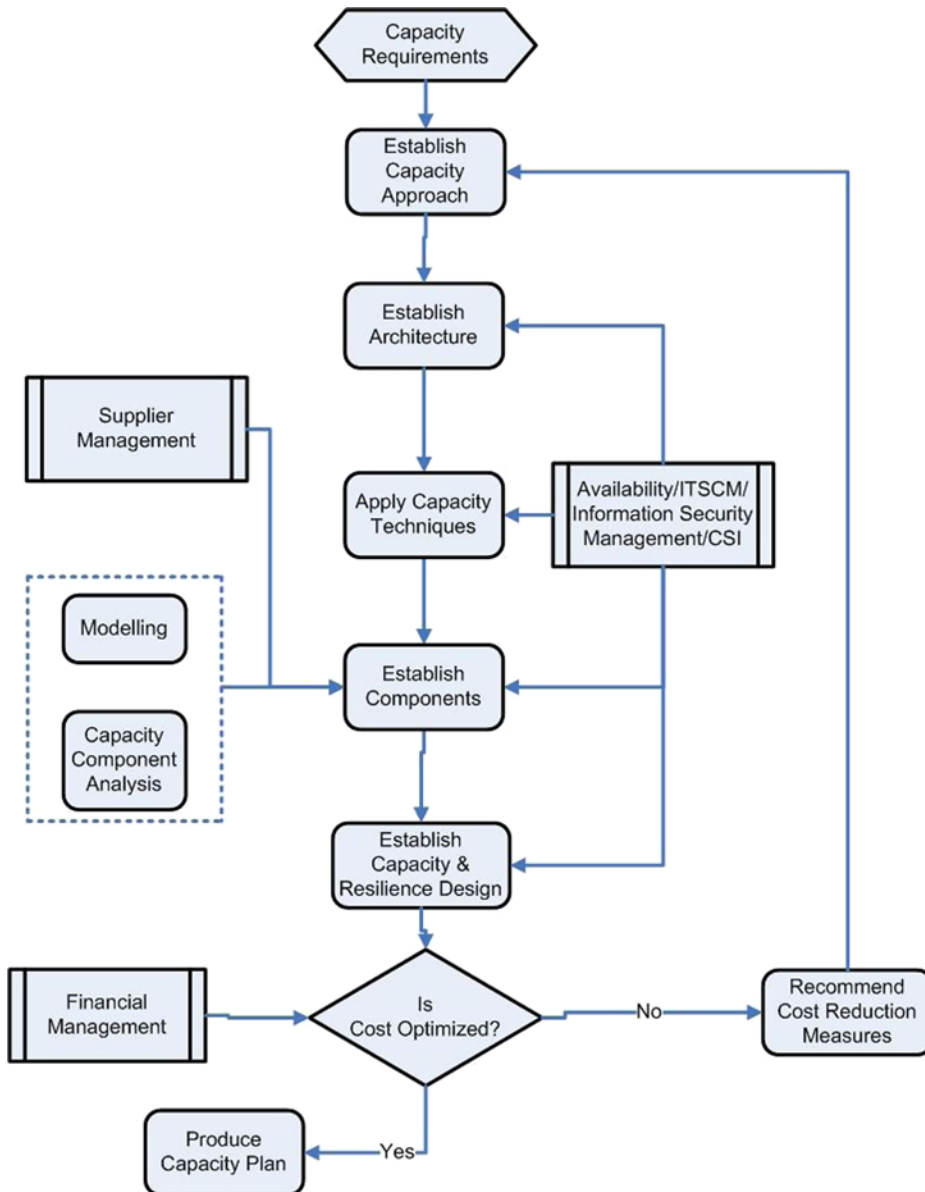 Capacity
Requirements
Establish
Capacity
Approach
Establish
Architecture
Supplier
Management
Apply Capacity
Techniques
Availability/ITSCM/
Information Security
Management/CSI
Modelling
Establish
Components
Capacity
Component
Analysis
Establish
Capacity &
Resilience Design
Financial
Management
Is
Cost Optimized?
No
Recommend
Cost Reduction
Measures
Yes
Produce
Capacity Plan